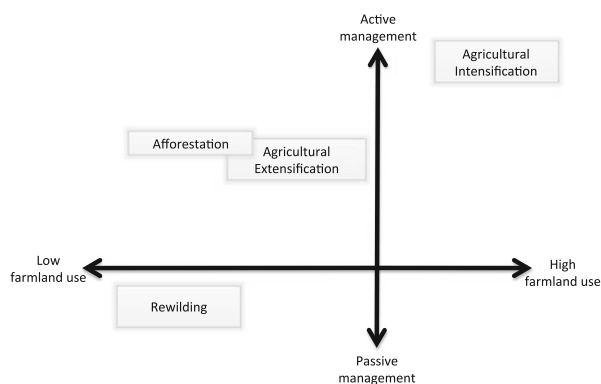 Active
management
Agricultural
Intensification
Afforestation
Agricultural
Extensification
Low
farmland use
High
farmland use
Rewilding
Passive
management